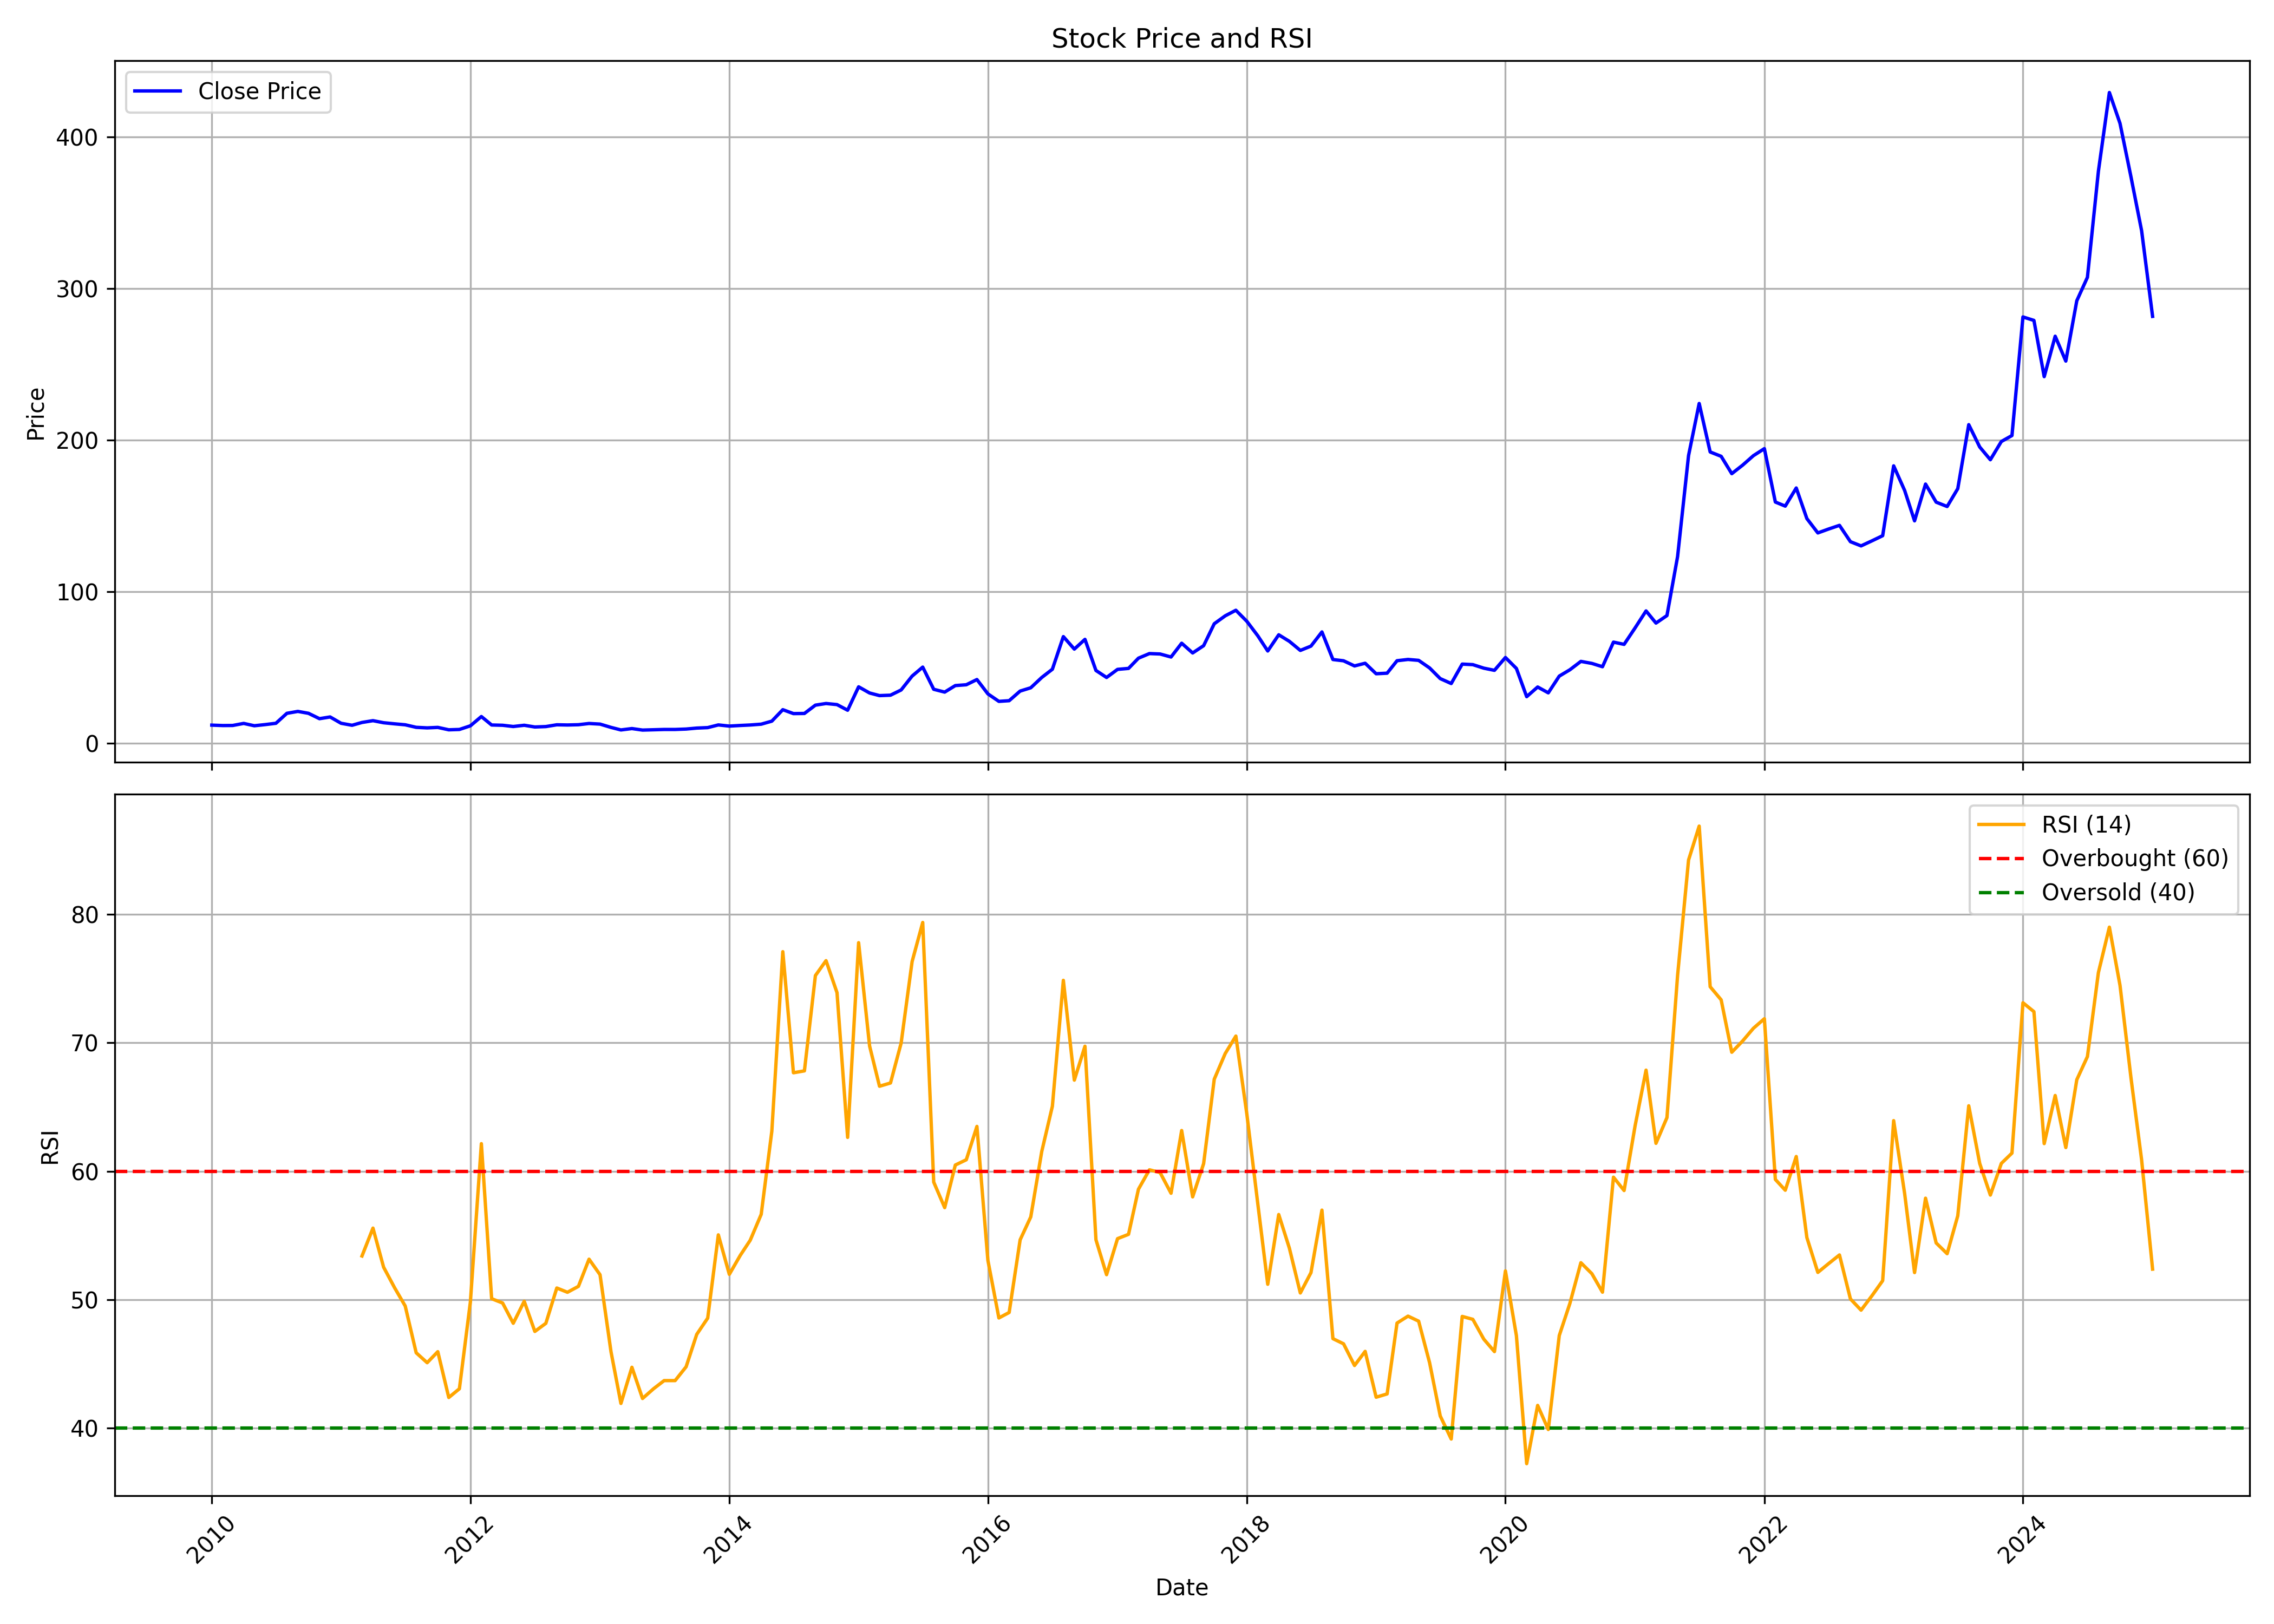 Stock Price and RSI
Close Price
400
300
200
100
0
Price
RSI (14)
Overbought (60)
Oversold (40)
80
70
60
50
40
RSI
2010
2012
2014
2016
2018
2020
2022
2024
Date